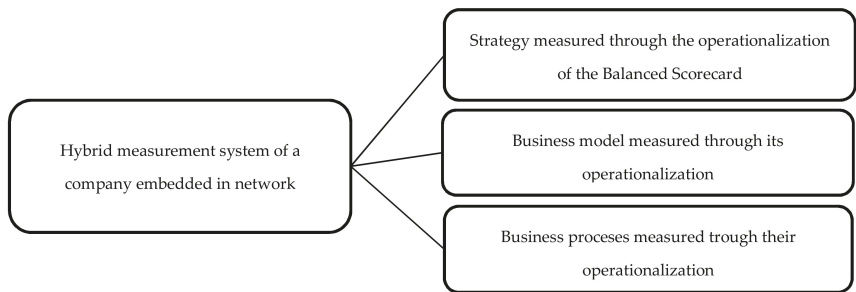 Hybrid measurement system of a
company embedded in network
Strategy measured through the operationalization
of the Balanced Scorecard
Business model measured through its
operationalization
Business proceses measured trough their
operationalization